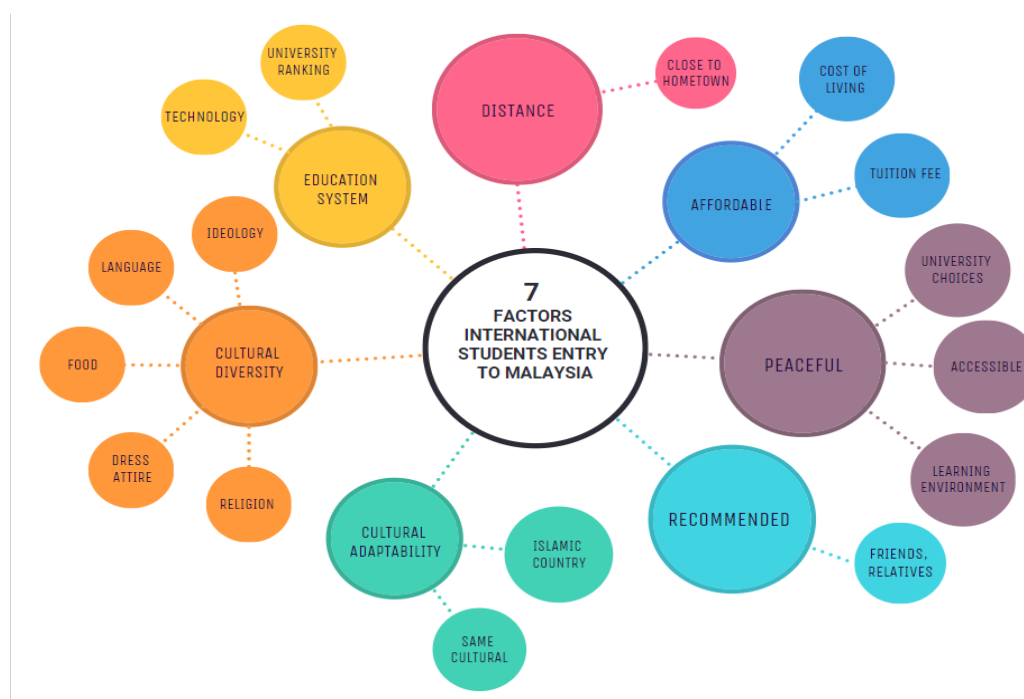 7
FACTORS
INTERNATIONAL
STUDENTS ENTRY
TO MALAYSIA
DISTANCE
CLOSE TO
HOMETOWN
AFFORDABLE
COST OF
LIVING
TUITION FEE
PEACEFUL
UNIVERSITY
CHOICES
ACCESSIBLE
LEARNING
ENVIRONMENT
RECOMMENDED
FRIENDS,
RELATIVES
CULTURAL
ADAPTABILITY
ISLAMIC
COUNTRY
SAME
CULTURAL
CULTURAL
DIVERSITY
RELIGION
DRESS
ATTIRE
FOOD
LANGUAGE
IDEOLOGY
EDUCATION
SYSTEM
TECHNOLOGY
UNIVERSITY
RANKING